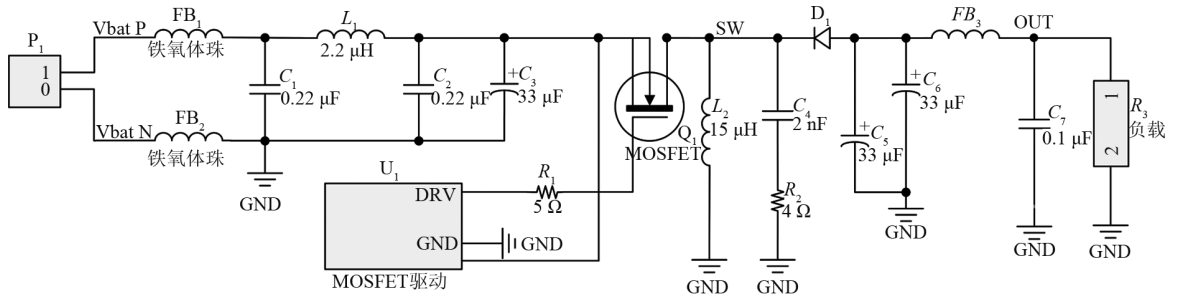 P1
1
0
Vbat P
FB1
铁氧体珠
Vbat N
FB2
铁氧体珠
GND
C1
0.22 μF
L1
2.2 μH
C2
0.22 μF
+C3
33 μF
U1
DRV
GND
MOSFET驱动
GND
R1
5 Ω
Q1
MOSFET
SW
L2
15 μH
GND
C4
2 nF
R2
4 Ω
GND
D1
+C5
33 μF
+C6
33 μF
GND
FB3
OUT
C7
0.1 μF
GND
1
2
R3
负载
GND